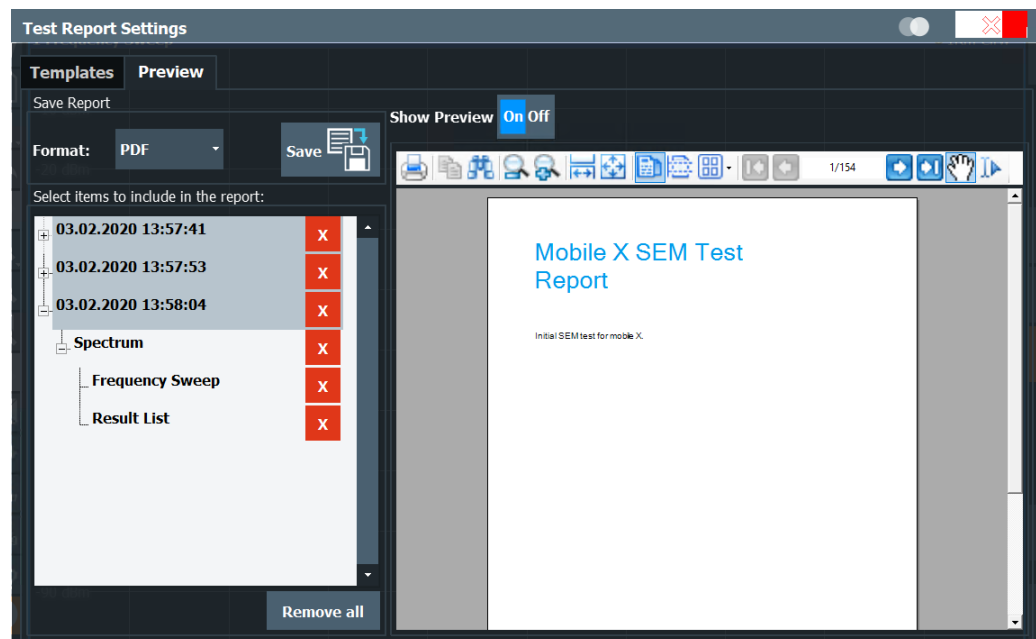 Test Report Settings
Templates Preview
Save Report
Format: PDF Save
Show Preview On Off
1/154
Select items to include in the report:
03.02.2020 13:57:41 X
03.02.2020 13:57:53 X
03.02.2020 13:58:04 X
Spectrum X
Frequency Sweep X
Result List X
Remove all
Mobile X SEM Test
Report
Initial SEM test for moble X.